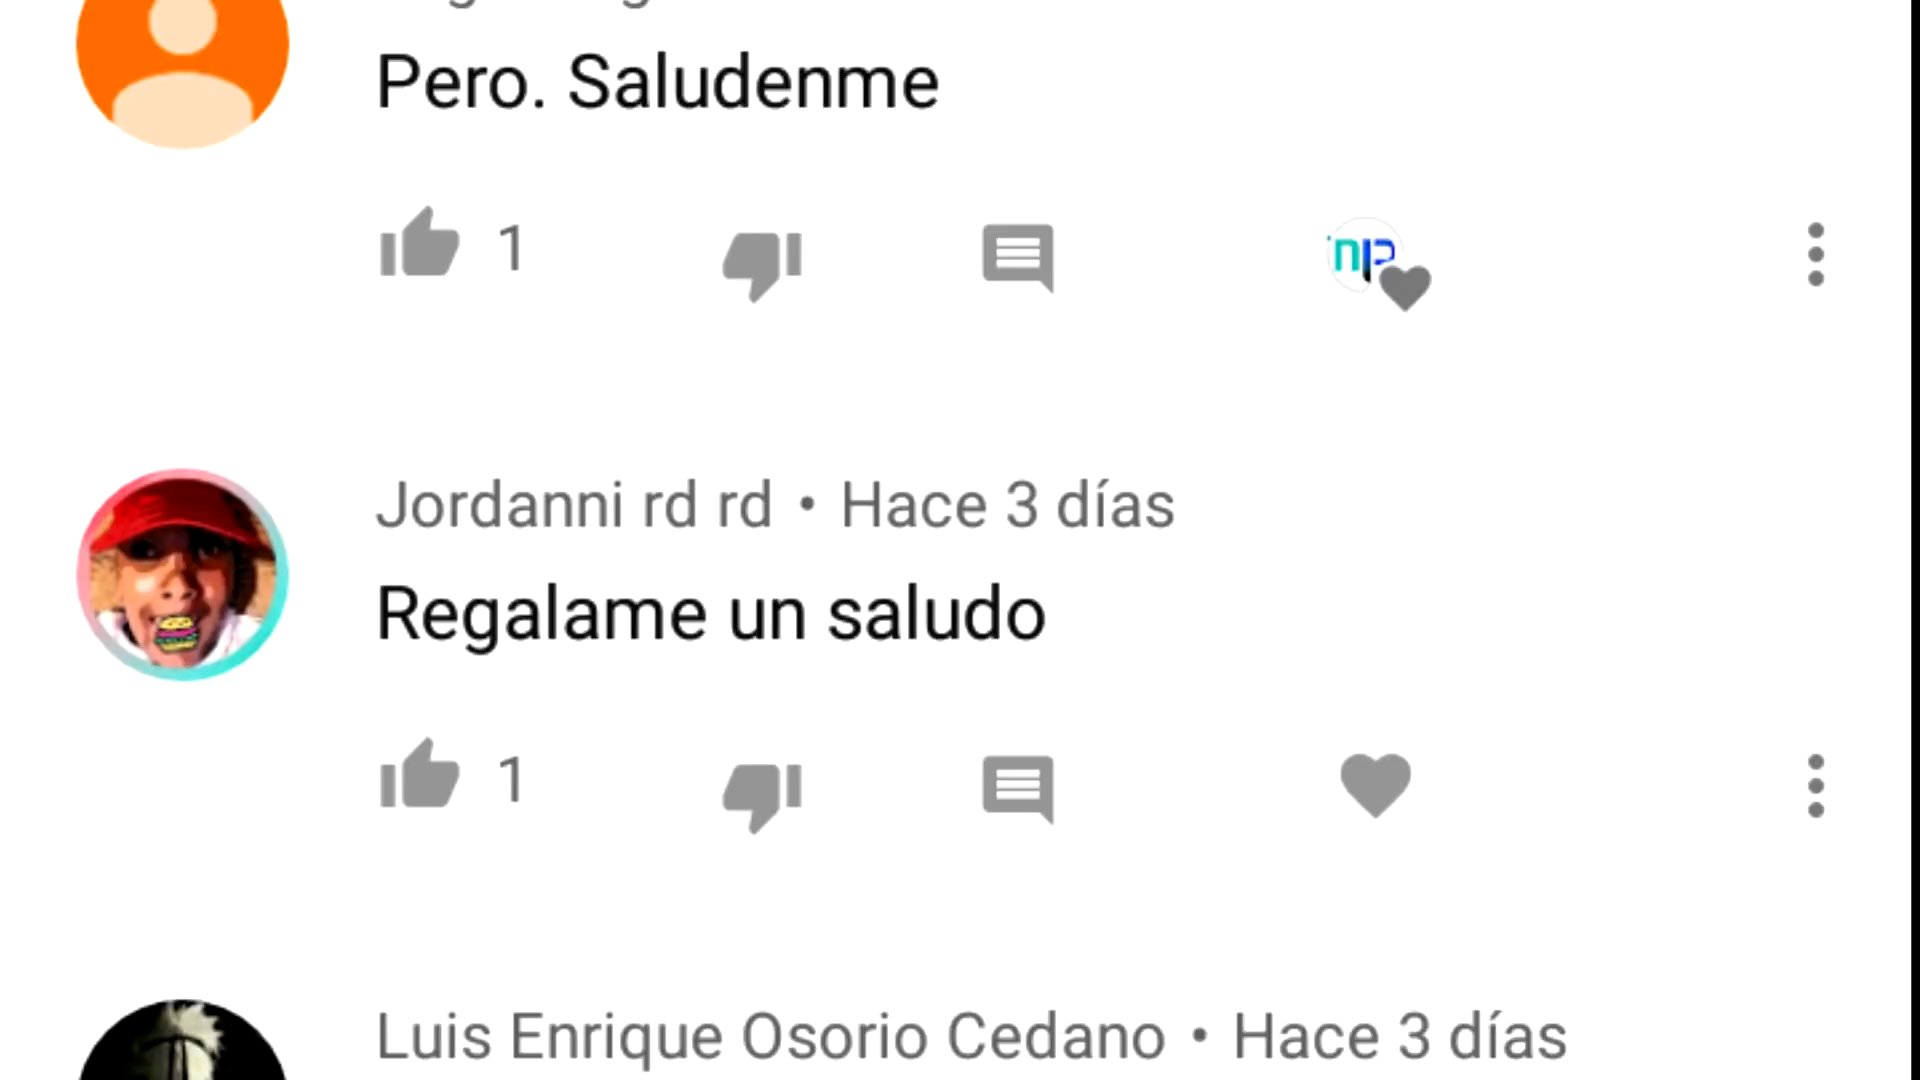 Pero. Saludenme
1
np
Jordanni rd rd • Hace 3 días
Regalame un saludo
1
Luis Enrique Osorio Cedano • Hace 3 días